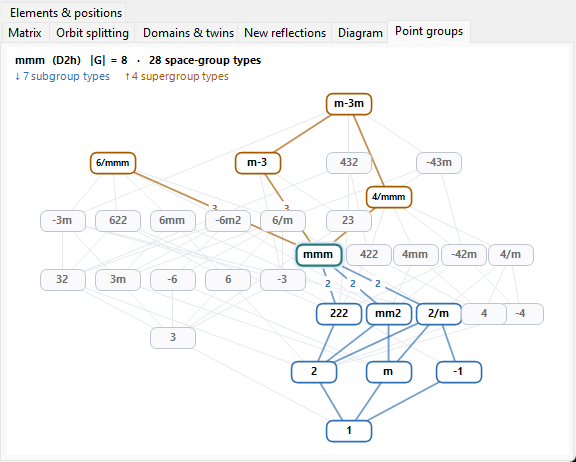 Elements & positions
Matrix Orbit splitting Domains & twins New reflections Diagram Point groups
mmm (D2h) |G| = 8 · 28 space-group types
↓ 7 subgroup types ↑ 4 supergroup types
m-3m
6/mmm m-3 432 -43m
4/mmm
3 3
-3m 622 6mm -6m2 6/m 23
mmm 422 4mm -42m 4/m
32 3m -6 6 -3
2 2 2
222 mm2 2/m 4 -4
3
2 m -1
1